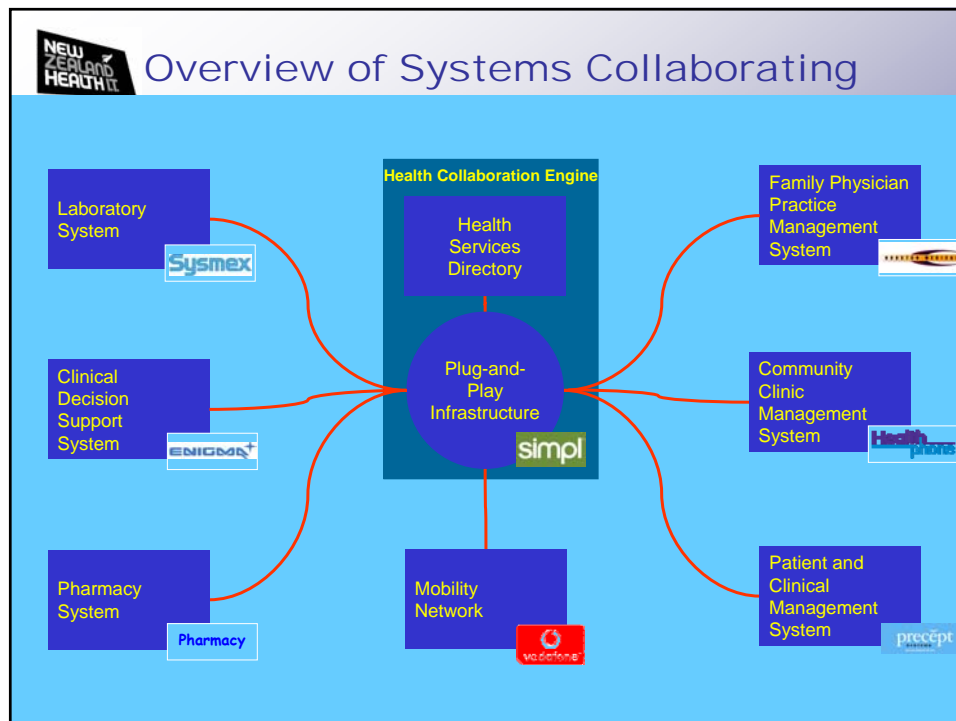 NEW
ZEALAND
HEALTH IT
Overview of Systems Collaborating
Laboratory
System
Sysmex
Clinical
Decision
Support
System
ENIGMA
Pharmacy
System
Pharmacy
Health Collaboration Engine
Health
Services
Directory
Plug-and-
Play
Infrastructure
simpl
Mobility
Network
vodafone
Family Physician
Practice
Management
System
Community
Clinic
Management
System
Health
phone
Patient and
Clinical
Management
System
precept